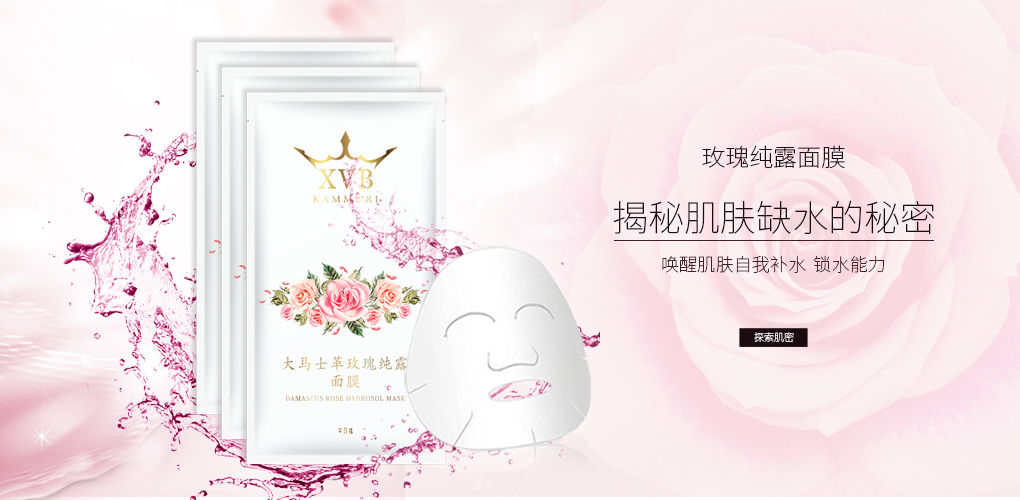 XVB
KAMMURI
大马士革玫瑰纯露
面膜
DAMASCUS ROSE HYDROSOL MASK
25g
玫瑰纯露面膜
揭秘肌肤缺水的秘密
唤醒肌肤自我补水 锁水能力
探索肌密